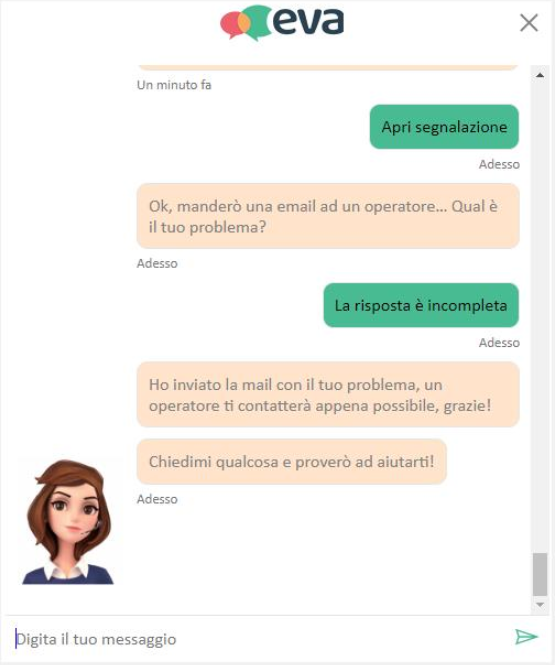 eva
Un minuto fa
Apri segnalazione
Adesso
Ok, manderò una email ad un operatore... Qual è
il tuo problema?
Adesso
La risposta è incompleta
Adesso
Ho inviato la mail con il tuo problema, un
operatore ti contatterà appena possibile, grazie!
Chiedimi qualcosa e proverò ad aiutarti!
Adesso
Digita il tuo messaggio